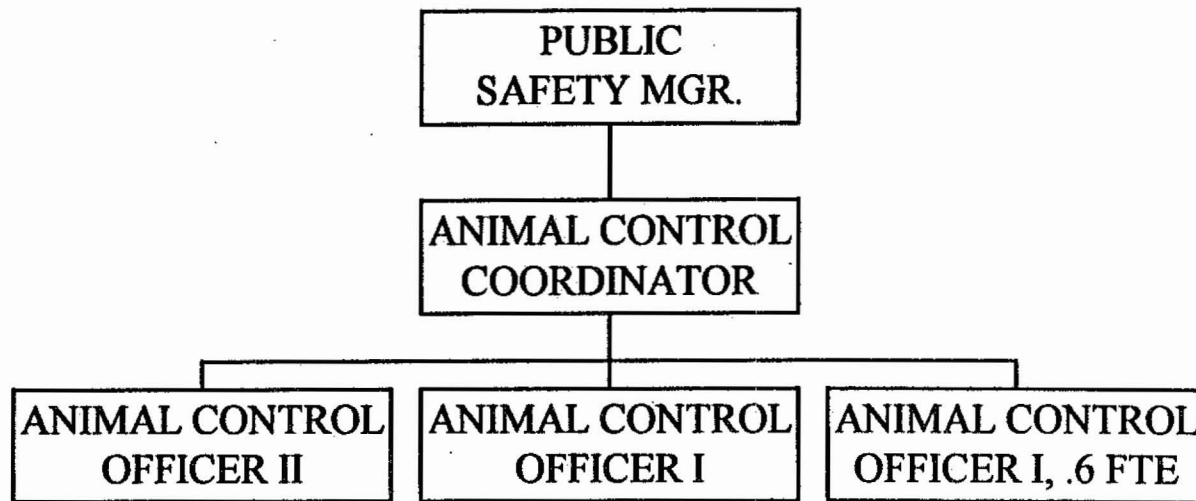 PUBLIC
SAFETY MGR.
ANIMAL CONTROL
COORDINATOR
ANIMAL CONTROL
OFFICER II
ANIMAL CONTROL
OFFICER I
ANIMAL CONTROL
OFFICER I, .6 FTE